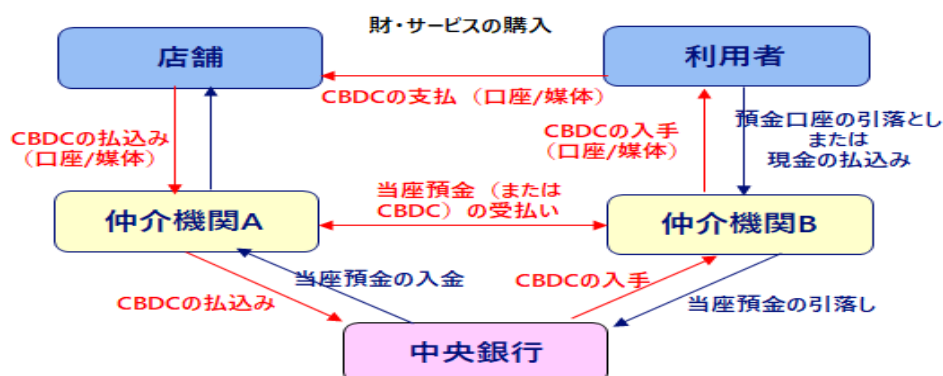 財・サービスの購入
店舗
利用者
CBDCの支払（口座/媒体）
CBDCの払込み
（口座/媒体）
CBDCの入手
（口座/媒体）
預金口座の引落とし
または
現金の払込み
当座預金（または
CBDC）の受払い
仲介機関A
仲介機関B
当座預金の入金
CBDCの入手
CBDCの払込み
当座預金の引落し
中央銀行